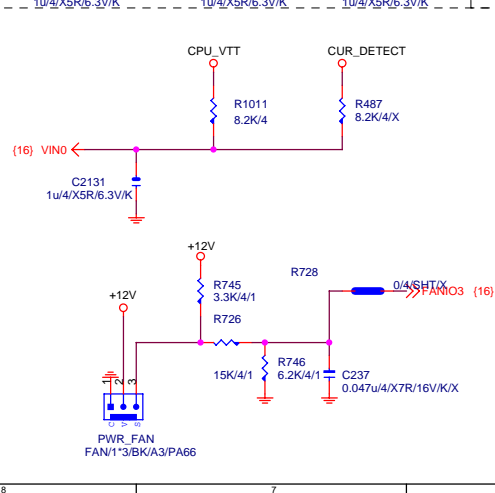 1u/4/X5R/6.3V/K 1u/4/X5R/6.3V/K 1u/4/X5R/6.3V/K
CPU_VTT CUR_DETECT
R1011 R487
8.2K/4 8.2K/4/X
{16} VIN0
C2131
1u/4/X5R/6.3V/K
+12V
R728
R745 0/4/SHT/X FANIO3 {16}
3.3K/4/1
+12V
R726
R746
15K/4/1 6.2K/4/1 C237
0.047u/4/X7R/16V/K/X
1 2 3
C V S
PWR_FAN
FAN/1*3/BK/A3/PA66
8 7